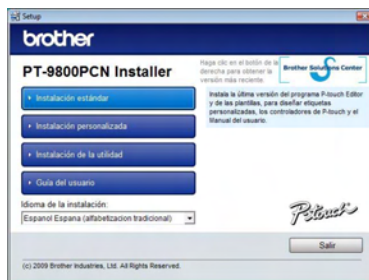 Setup
brother
PT-9800PCN Installer
Haga clic en el botón de la
derecha para obtener la
versión más reciente.
Brother Solutions Center
Instalación estándar
Instala la última versión del programa P-touch Editor
y de las plantillas, para diseñar etiquetas
personalizadas, los controladores de P-touch y el
Manual del usuario.
Instalación personalizada
Instalación de la utilidad
Guía del usuario
Idioma de la instalación:
Espanol Espana (alfabetizacion tradicional)
P-touch
Salir
(c) 2009 Brother Industries, Ltd. All Rights Reserved.